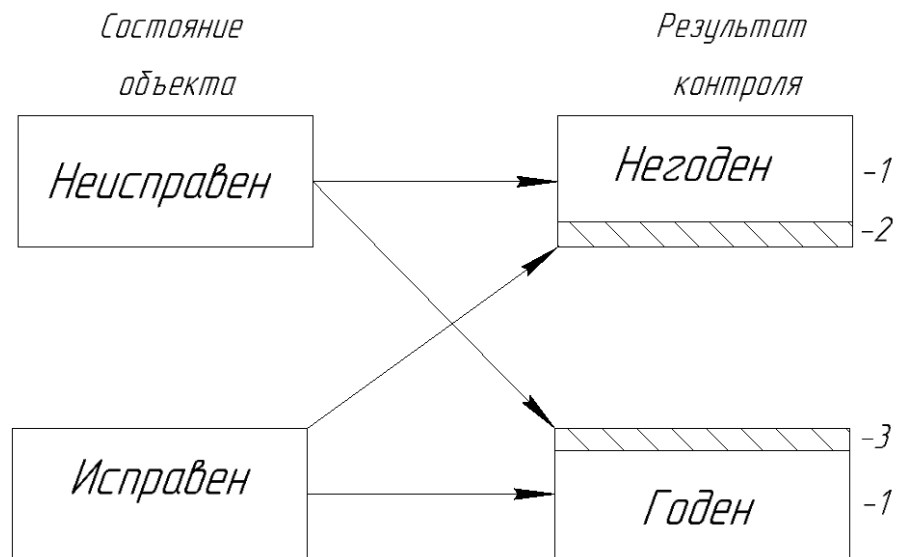 Состояние
объекта
Результат
контроля
Неисправен
Негоден
-1
-2
Исправен
-3
Годен
-1